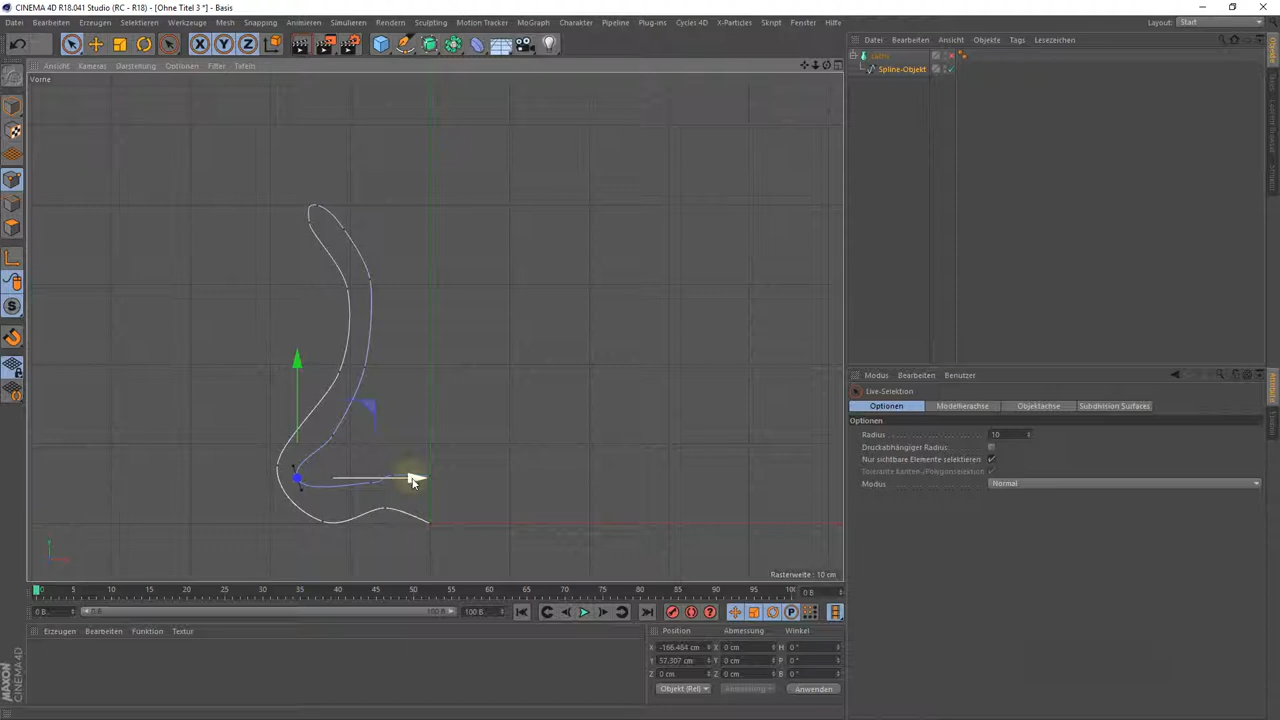 CINEMA 4D R18.041 Studio (RC - R18) - [Ohne Titel 3 *] - Basis
Datei Bearbeiten Erzeugen Selektieren Werkzeuge Mesh Snapping Animieren Simulieren Rendern Sculpting Motion Tracker MoGraph Charakter Pipeline Plug-ins Cycles 4D X-Particles Skript Fenster Hilfe
Layout: Start
Datei Bearbeiten Ansicht Objekte Tags Lesezeichen
Ansicht Kameras Darstellung Optionen Filter Tafeln
Vorne
Spline-Objekt
Modus Bearbeiten Benutzer
Live-Selektion
Optionen Modellierachse Objektachse Subdivision Surfaces
Optionen
Radius 10
Druckabhängiger Radius
Nur sichtbare Elemente selektieren
Tolerante Kanten-/Polygonselektion
Modus Normal
Rasterweite : 10 cm
0 5 10 15 20 25 30 35 40 45 50 55 60 65 70 75 80 85 90 95 100
0 B
0 B 0 B 100 B 100 B
Erzeugen Bearbeiten Funktion Textur
Position Abmessung Winkel
X -166.464 cm X 0 cm H 0 °
Y 57.307 cm Y 0 cm P 0 °
Z 0 cm Z 0 cm B 0 °
Objekt (Rel) Abmessung Anwenden
MAXON
CINEMA 4D